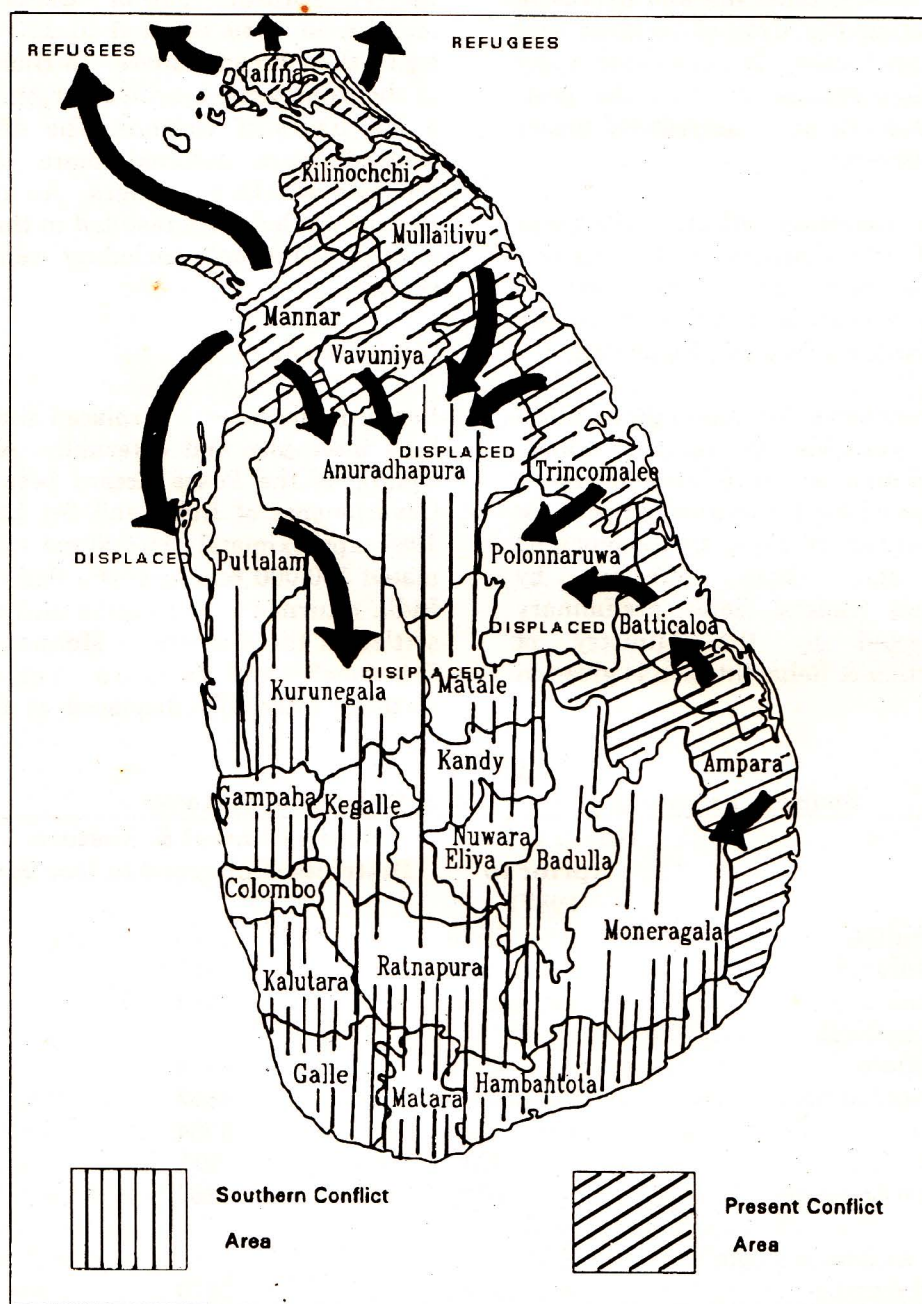 REFUGEES
REFUGEES
Jaffna
Kilinochchi
Mullaitivu
Mannar
Vavuniya
DISPLACED
Anuradhapura
Trincomalee
DISPLACED
Puttalam
Polonnaruwa
DISPLACED
Batticaloa
DISPLACED
Kurunegala
Matale
Kandy
Ampara
Gampaha
Kegalle
Nuwara
Eliya
Badulla
Colombo
Moneragala
Ratnapura
Kalutara
Galle
Matara
Hambantota
Southern Conflict
Area
Present Conflict
Area